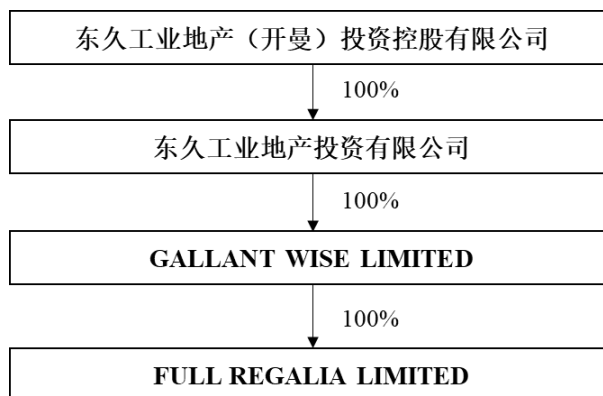 东久工业地产（开曼）投资控股有限公司
100%
东久工业地产投资有限公司
100%
GALLANT WISE LIMITED
100%
FULL REGALIA LIMITED